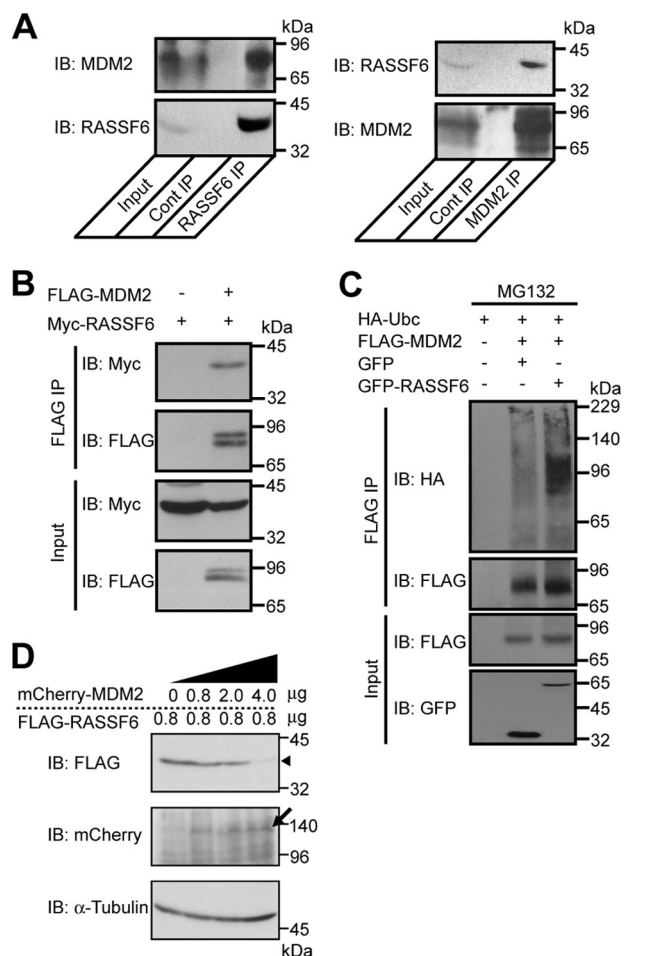 A
kDa
IB: MDM2
96
65
IB: RASSF6
45
32
Input
Cont IP
RASSF6 IP
kDa
IB: RASSF6
45
32
IB: MDM2
96
65
Input
Cont IP
MDM2 IP
B
FLAG-MDM2 - +
Myc-RASSF6 + +
kDa
FLAG IP
IB: Myc
45
32
IB: FLAG
96
65
Input
IB: Myc
45
32
IB: FLAG
96
65
C
MG132
HA-Ubc + + +
FLAG-MDM2 - + +
GFP - + -
GFP-RASSF6 - - +
kDa
FLAG IP
IB: HA
229
140
96
65
IB: FLAG
96
65
Input
IB: FLAG
96
65
IB: GFP
65
45
32
D
mCherry-MDM2 0 0.8 2.0 4.0 µg
FLAG-RASSF6 0.8 0.8 0.8 0.8 µg
IB: FLAG
45
32
IB: mCherry
140
96
IB: α-Tubulin
45
kDa